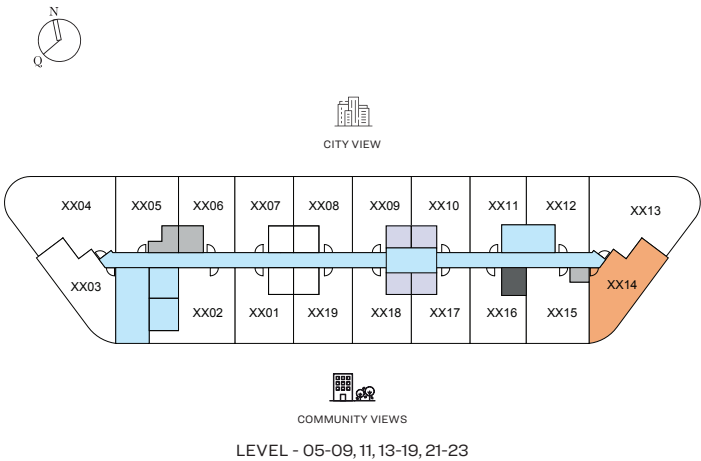 N
Q
CITY VIEW
XX04 XX05 XX06 XX07 XX08 XX09 XX10 XX11 XX12 XX13
XX03 XX14
XX02 XX01 XX19 XX18 XX17 XX16 XX15
COMMUNITY VIEWS
LEVEL - 05-09, 11, 13-19, 21-23